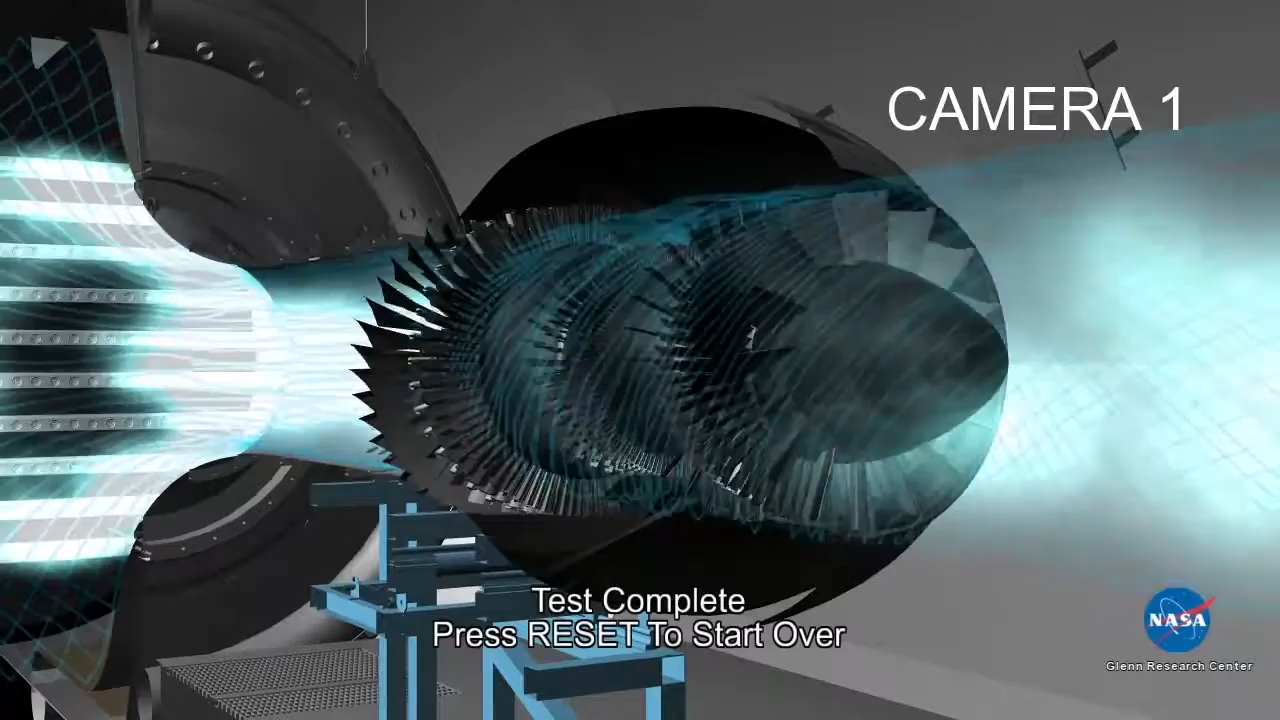 CAMERA 1
Test Complete
Press RESET To Start Over
NASA
Glenn Research Center